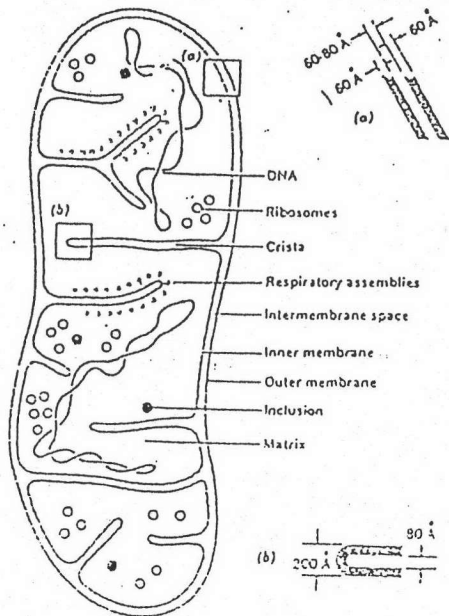 (a)
60-80 Å
60 Å
) 60 Å
(a)
DNA
(b)
Ribosomes
Crista
Respiratory assemblies
Intermembrane space
Inner membrane
Outer membrane
Inclusion
Matrix
(b)
200 Å
80 Å